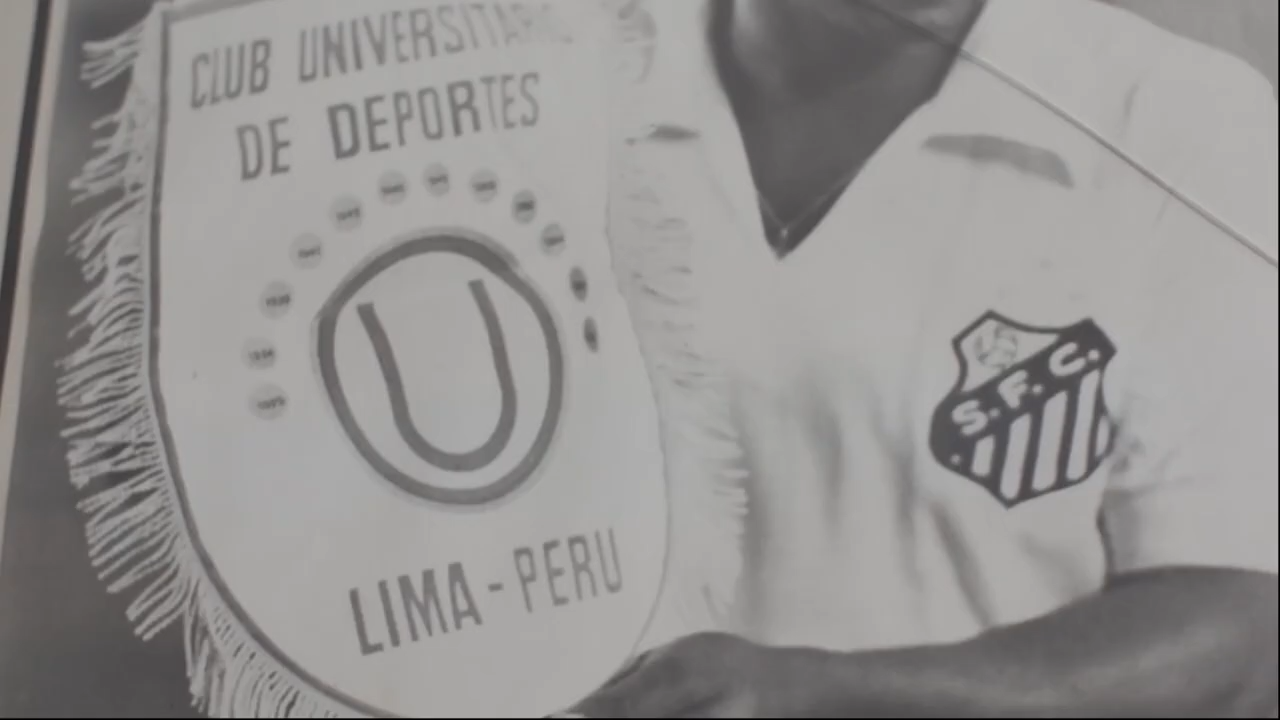 CLUB UNIVERSITARIO
DE DEPORTES
U
LIMA - PERU
S.F.C.